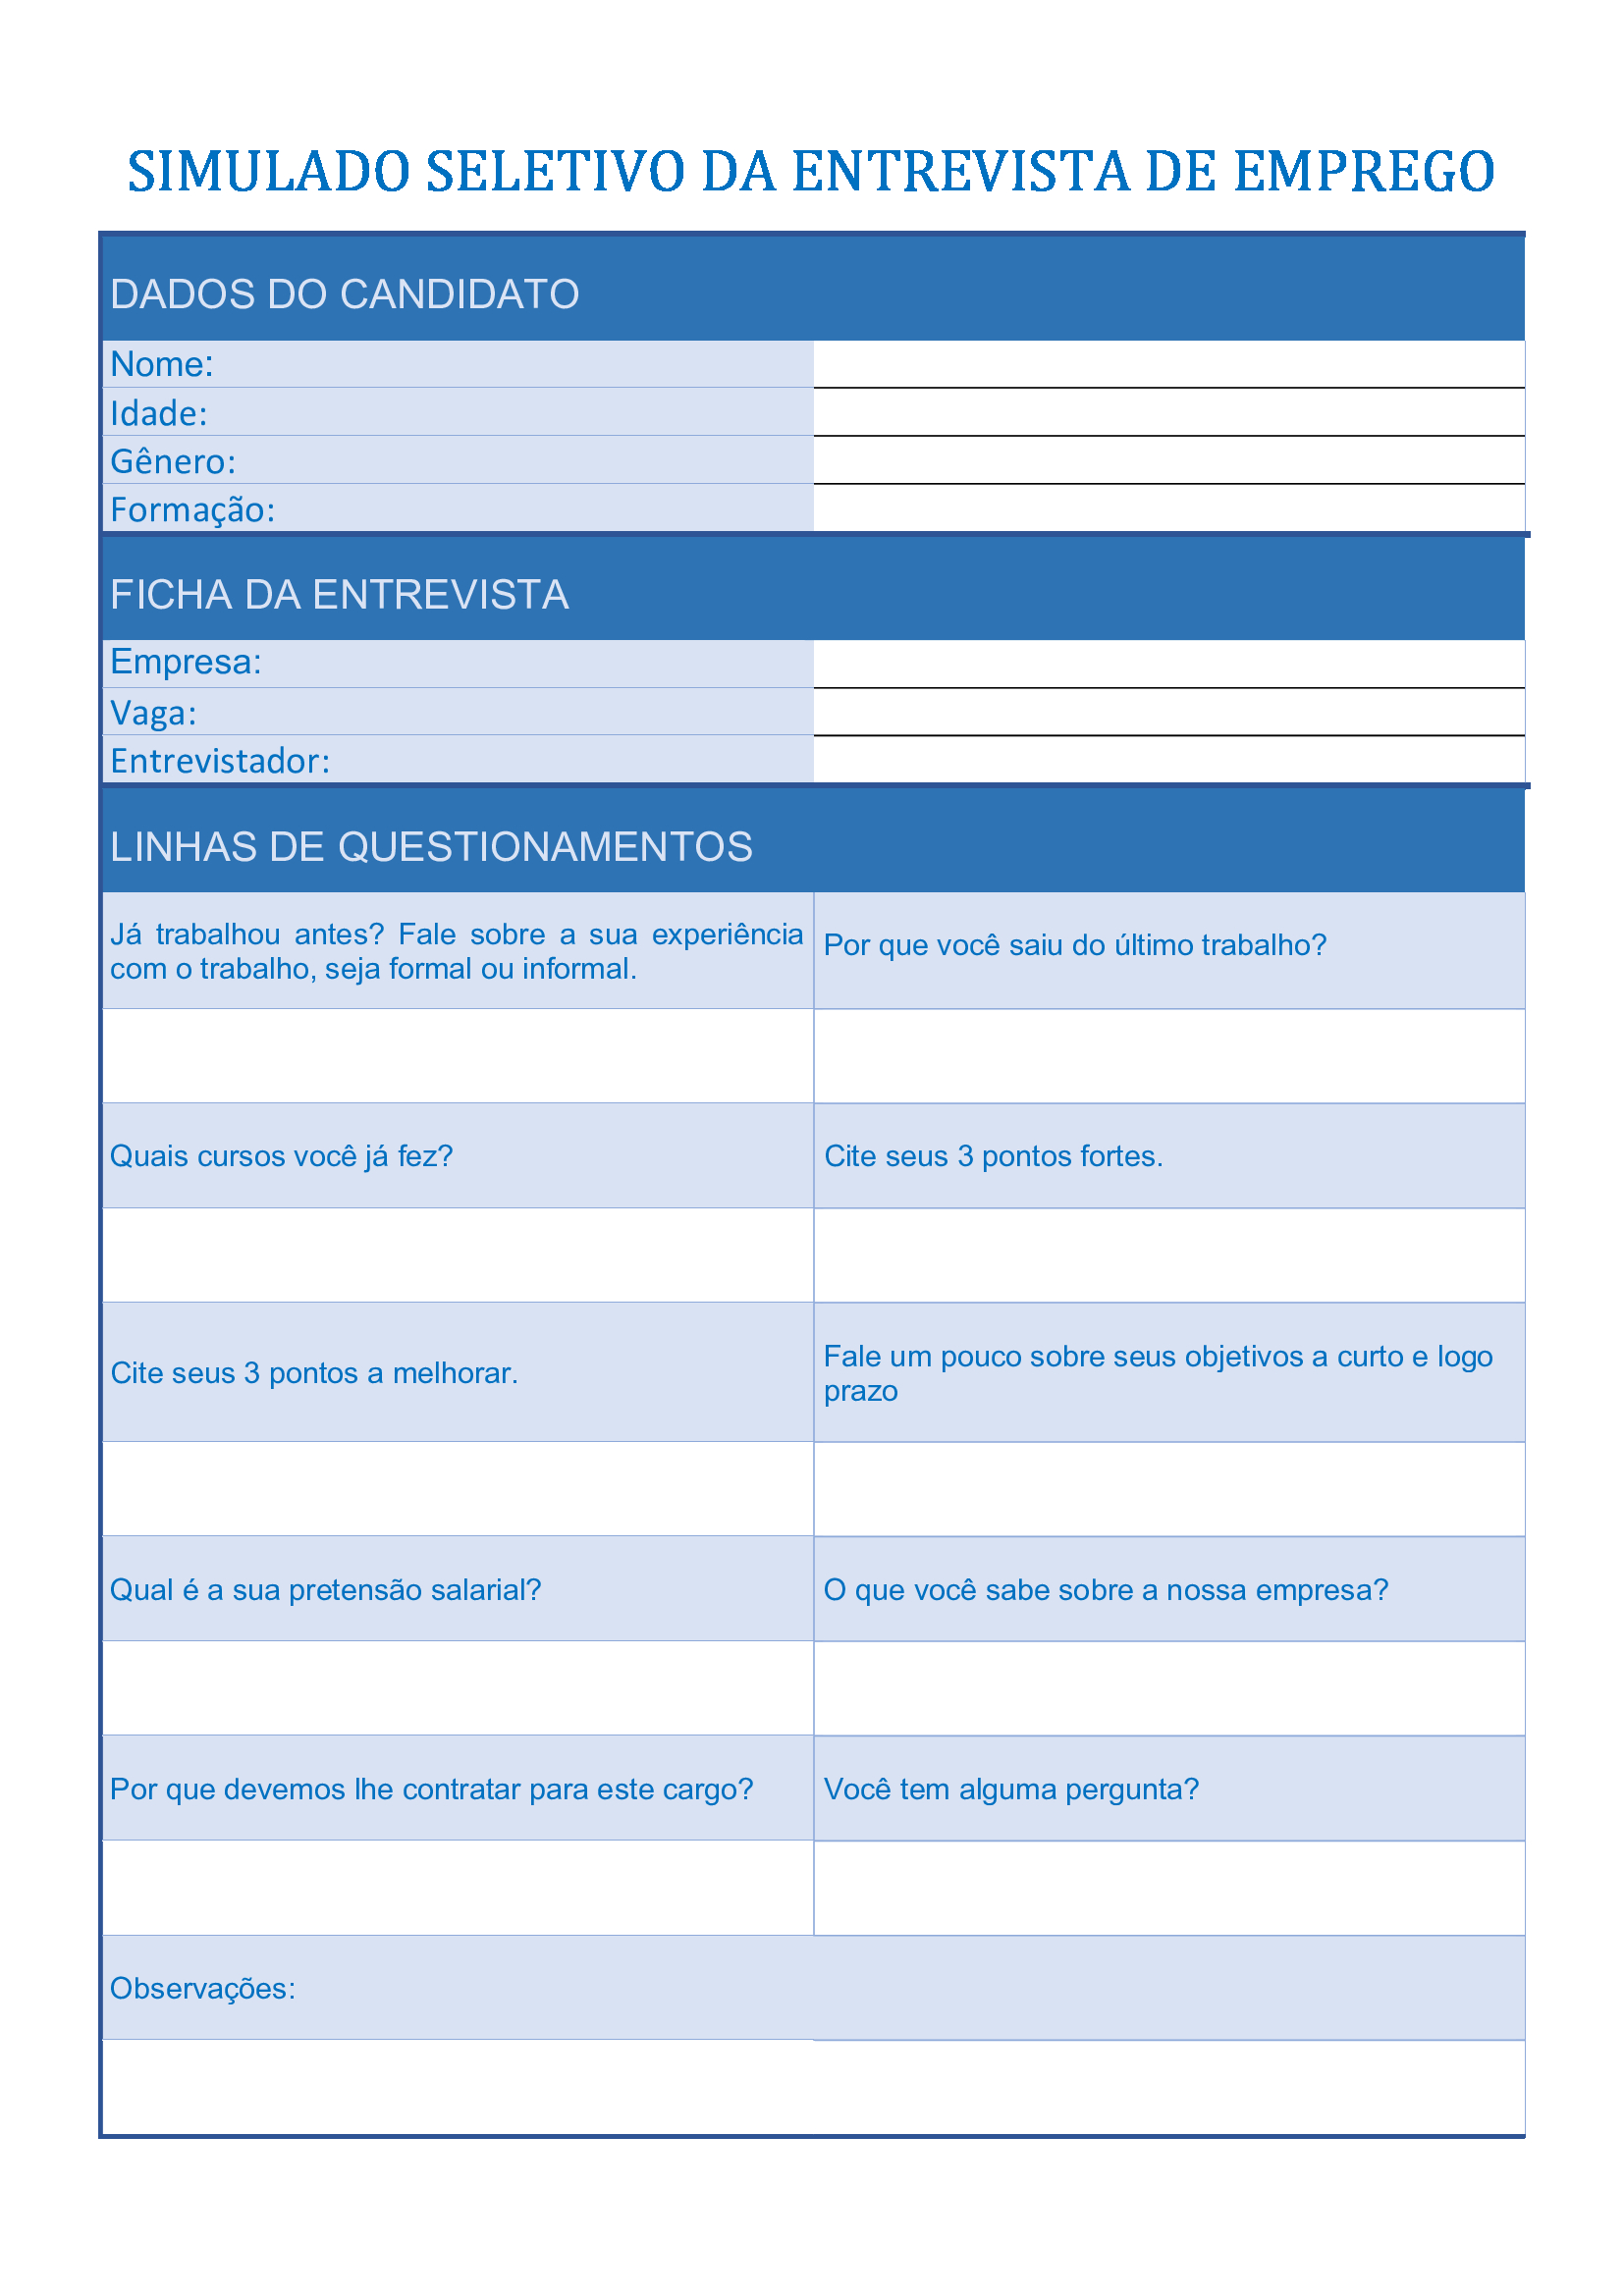 SIMULADO SELETIVO DA ENTREVISTA DE EMPREGO
DADOS DO CANDIDATO
Nome:
Idade:
Gênero:
Formação:
FICHA DA ENTREVISTA
Empresa:
Vaga:
Entrevistador:
LINHAS DE QUESTIONAMENTOS
Já trabalhou antes? Fale sobre a sua experiência
com o trabalho, seja formal ou informal.
Por que você saiu do último trabalho?
Quais cursos você já fez?
Cite seus 3 pontos fortes.
Cite seus 3 pontos a melhorar.
Fale um pouco sobre seus objetivos a curto e logo
prazo
Qual é a sua pretensão salarial?
O que você sabe sobre a nossa empresa?
Por que devemos lhe contratar para este cargo?
Você tem alguma pergunta?
Observações: